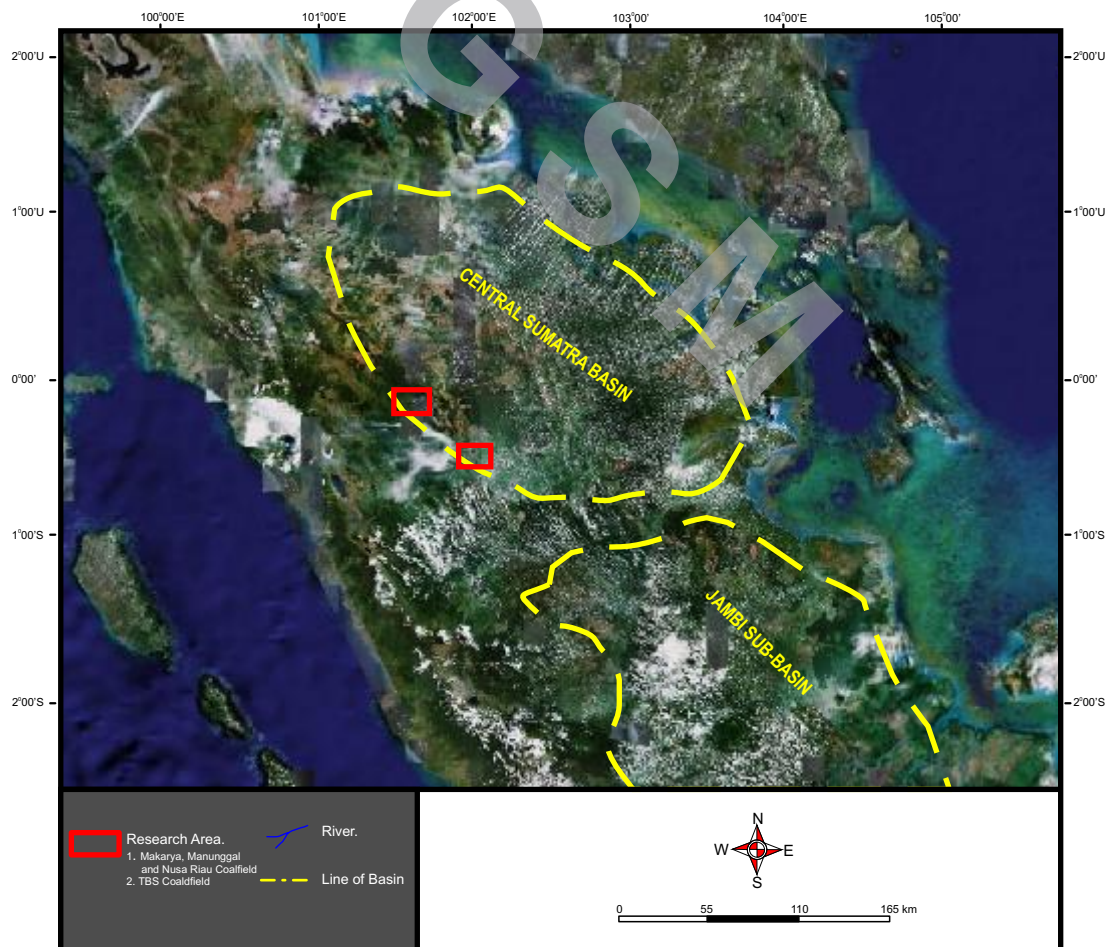 100°00' 101°00' 102°00'E 103°00' 104°00' 105°00'
2°00'U 2°00'U
1°00'U 1°00'U
0°00' 0°00'
1°00'S 1°00'S
2°00'S 2°00'S
GSM
CENTRAL SUMATRA BASIN
JAMBI SUB-BASIN
Research Area.
1. Makarya, Manunggal
and Nusa Riau Coalfield
2. TBS Coaldfield
River.
Line of Basin
N
W E
S
0 55 110 165 km